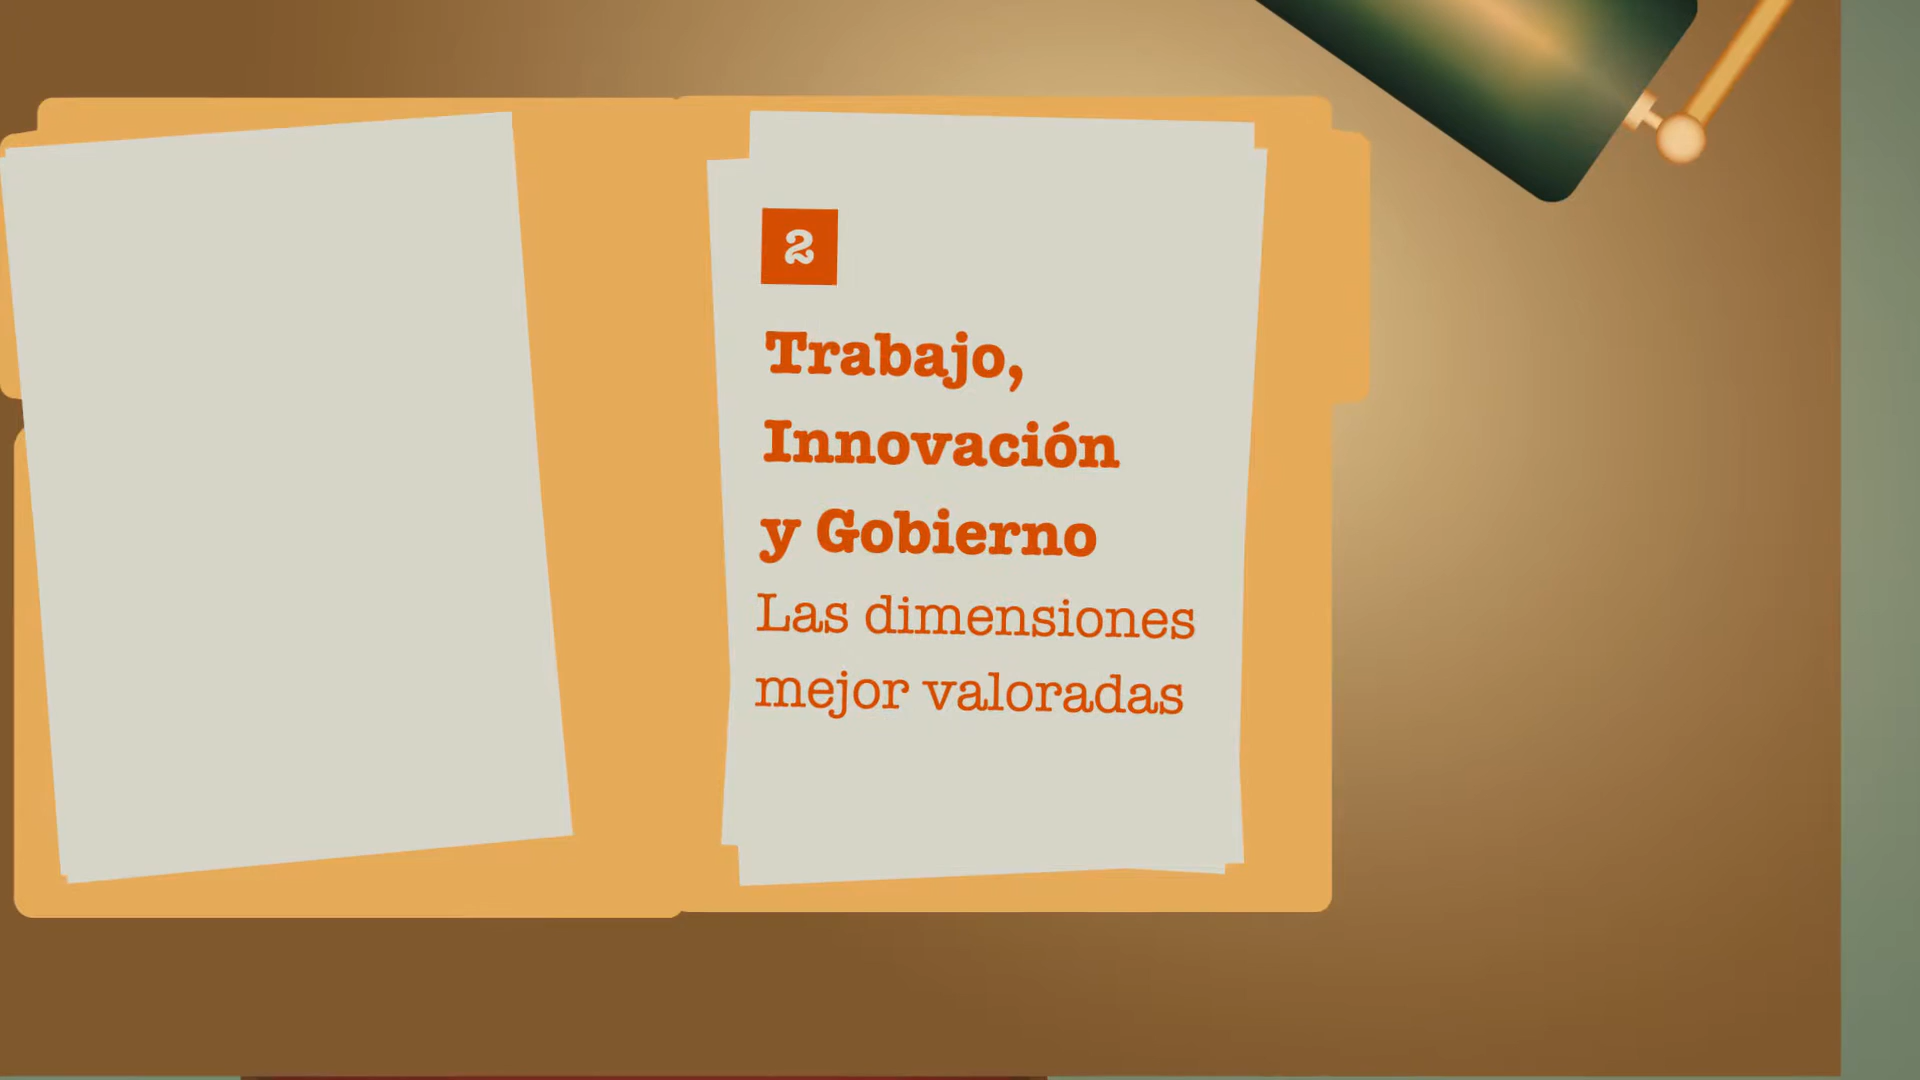 2
Trabajo,
Innovación
y Gobierno
Las dimensiones
mejor valoradas